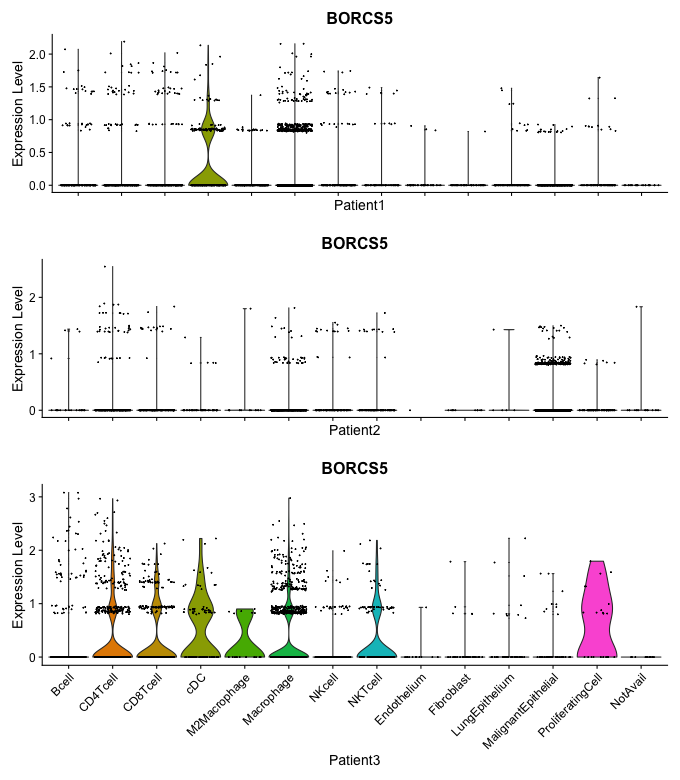 BORCS5
Expression Level
2.0
1.5
1.0
0.5
0.0
Patient1
BORCS5
Expression Level
2
1
0
Patient2
BORCS5
Expression Level
3
2
1
0
Bcell
CD4Tcell
CD8Tcell
cDC
M2Macrophage
Macrophage
NKcell
NKTcell
Endothelium
Fibroblast
LungEpithelium
MalignantEpithelial
ProliferatingCell
NotAvail
Patient3